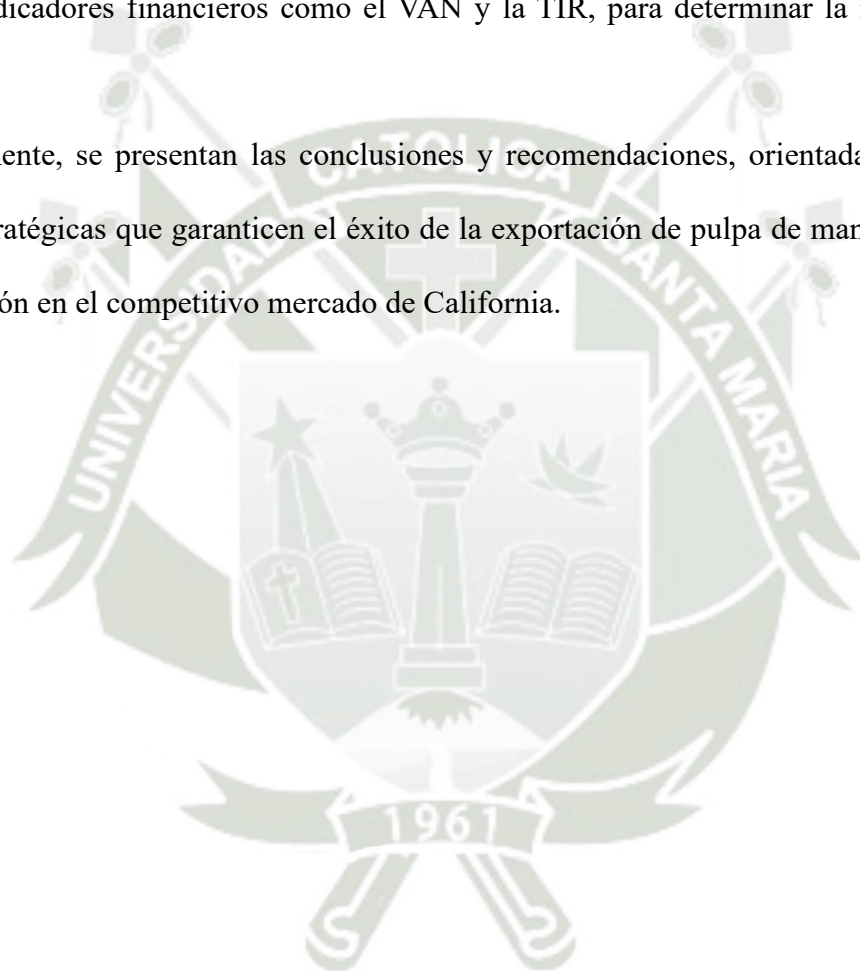 dicadores financieros como el VAN y la TIR, para determinar la
ente, se presentan las conclusiones y recomendaciones, orientada
ratégicas que garanticen el éxito de la exportación de pulpa de man
ón en el competitivo mercado de California.
UNIVERSIDAD CATOLICA SANTA MARIA
1961